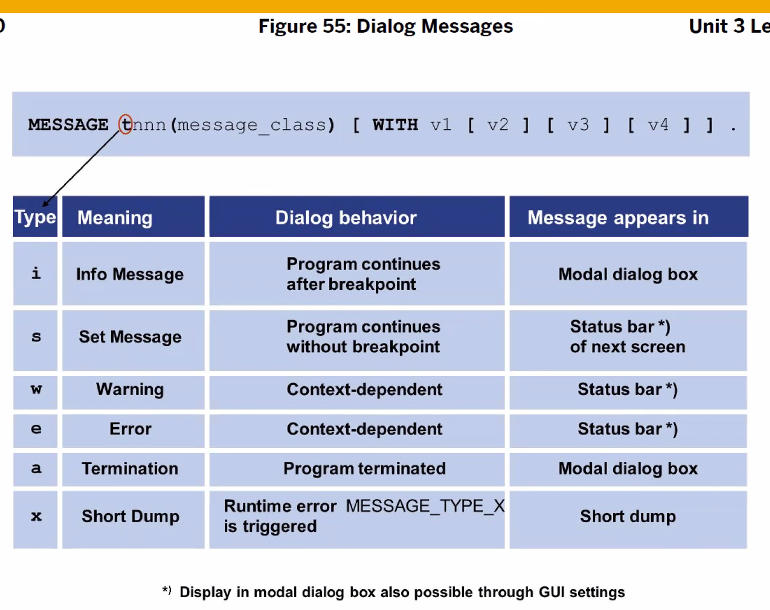 0 Figure 55: Dialog Messages Unit 3 Le
MESSAGE tnnn(message_class) [ WITH v1 [ v2 ] [ v3 ] [ v4 ] ] .
Type Meaning Dialog behavior Message appears in
i Info Message Program continues after breakpoint Modal dialog box
s Set Message Program continues without breakpoint Status bar *) of next screen
w Warning Context-dependent Status bar *)
e Error Context-dependent Status bar *)
a Termination Program terminated Modal dialog box
x Short Dump Runtime error MESSAGE_TYPE_X is triggered Short dump
*) Display in modal dialog box also possible through GUI settings